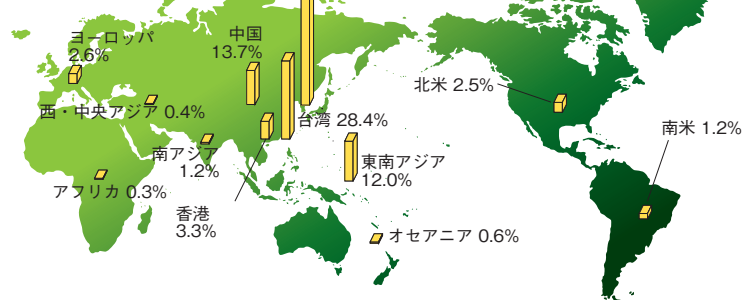 ヨーロッパ
2.6%
中国
13.7%
北米 2.5%
西・中央アジア 0.4%
台湾 28.4%
南米 1.2%
南アジア
1.2%
東南アジア
12.0%
アフリカ 0.3%
香港
3.3%
オセアニア 0.6%